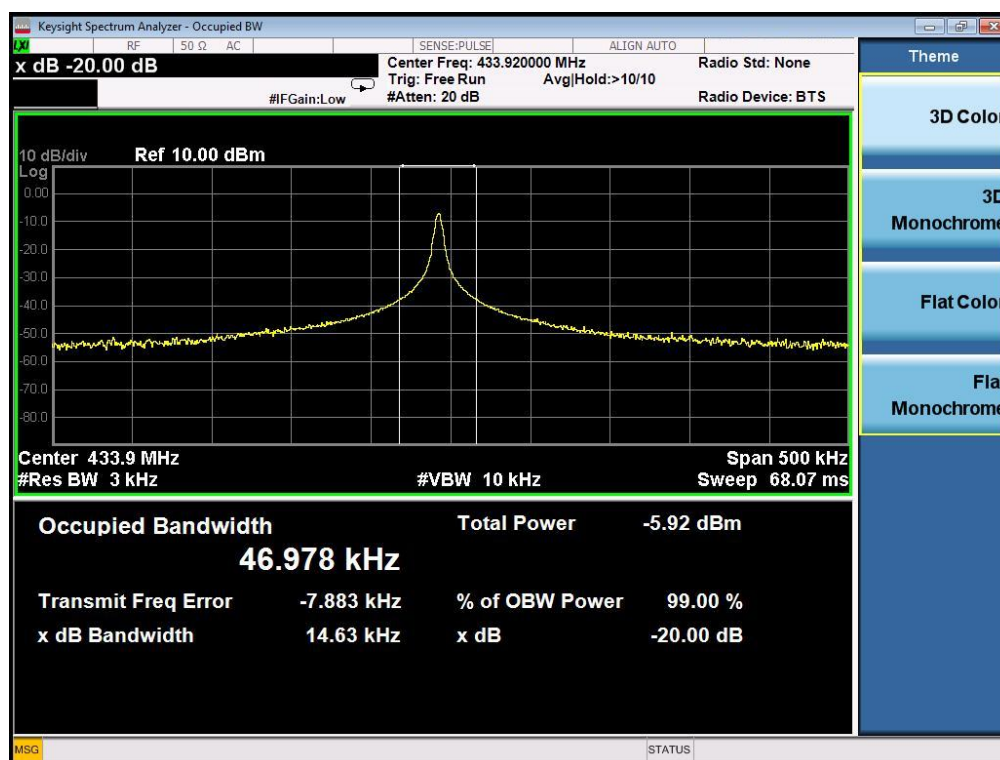 Keysight Spectrum Analyzer - Occupied BW
LXI RF 50 Ω AC SENSE:PULSE ALIGN AUTO
x dB -20.00 dB
Center Freq: 433.920000 MHz Radio Std: None
Trig: Free Run Avg|Hold:>10/10
#IFGain:Low #Atten: 20 dB Radio Device: BTS
10 dB/div Ref 10.00 dBm
Log
0.00
-10.0
-20.0
-30.0
-40.0
-50.0
-60.0
-70.0
-80.0
Center 433.9 MHz Span 500 kHz
#Res BW 3 kHz #VBW 10 kHz Sweep 68.07 ms
Occupied Bandwidth Total Power -5.92 dBm
46.978 kHz
Transmit Freq Error -7.883 kHz % of OBW Power 99.00 %
x dB Bandwidth 14.63 kHz x dB -20.00 dB
MSG STATUS
Theme
3D Color
3D
Monochrome
Flat Color
Fla
Monochrome